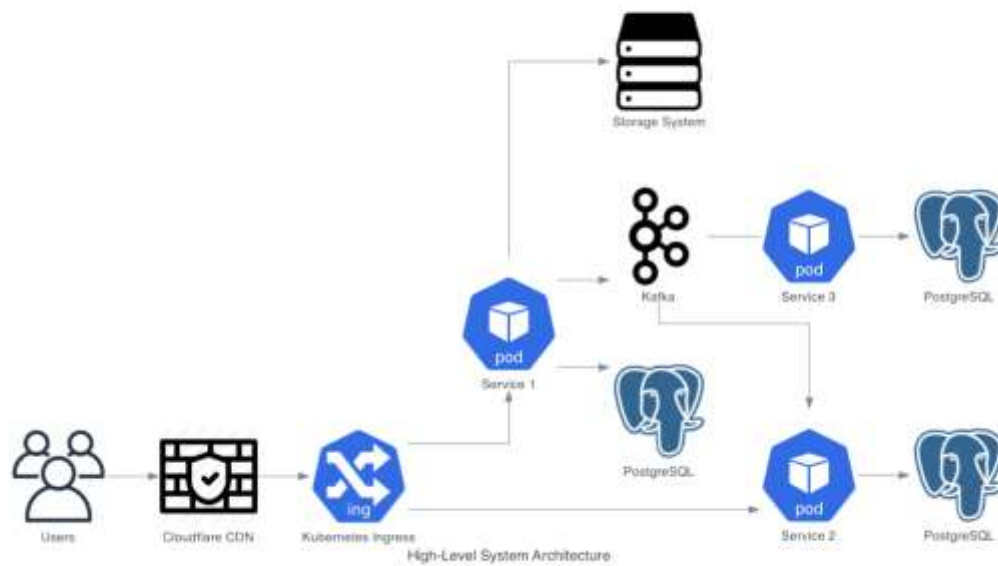 Storage System
pod
Kafka
Service 3
PostgreSQL
pod
Service 1
PostgreSQL
ing
pod
Users
Cloudflare CDN
Kubernetes Ingress
Service 2
PostgreSQL
High-Level System Architecture